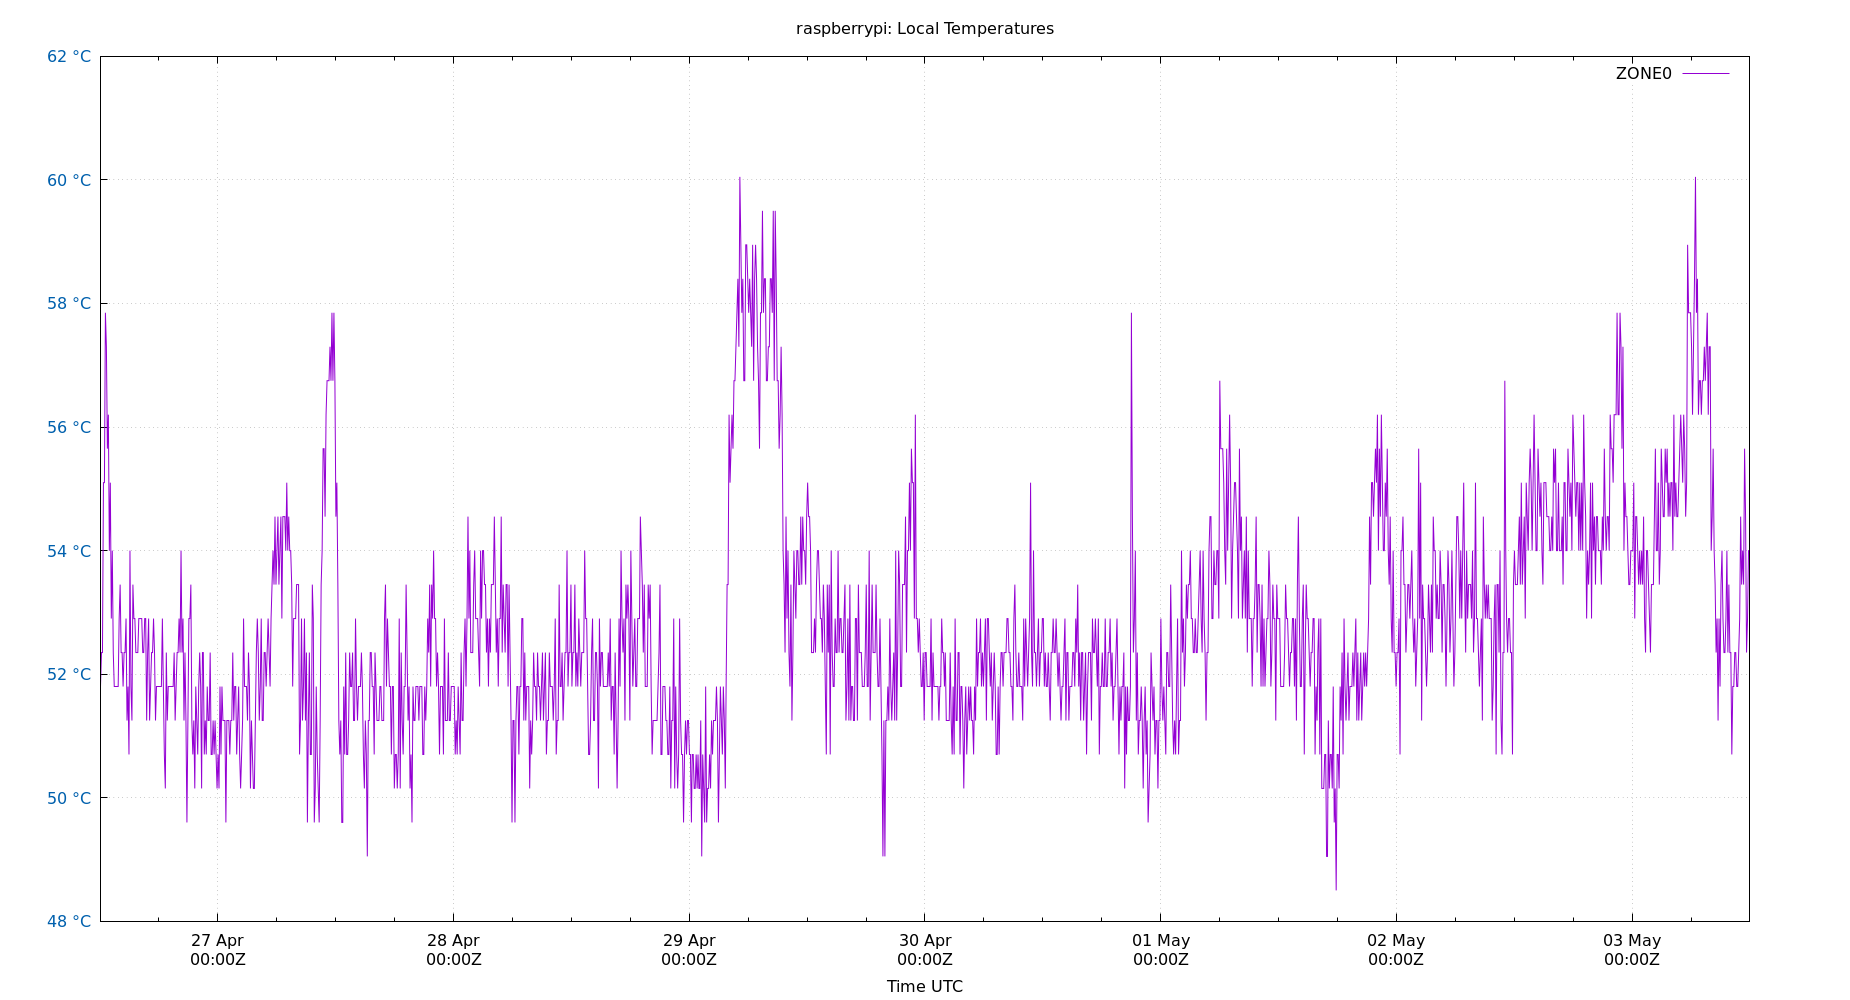 raspberrypi: Local Temperatures
62 °C
ZONE0
60 °C
58 °C
56 °C
54 °C
52 °C
50 °C
48 °C
27 Apr 28 Apr 29 Apr 30 Apr 01 May 02 May 03 May
00:00Z 00:00Z 00:00Z 00:00Z 00:00Z 00:00Z 00:00Z
Time UTC